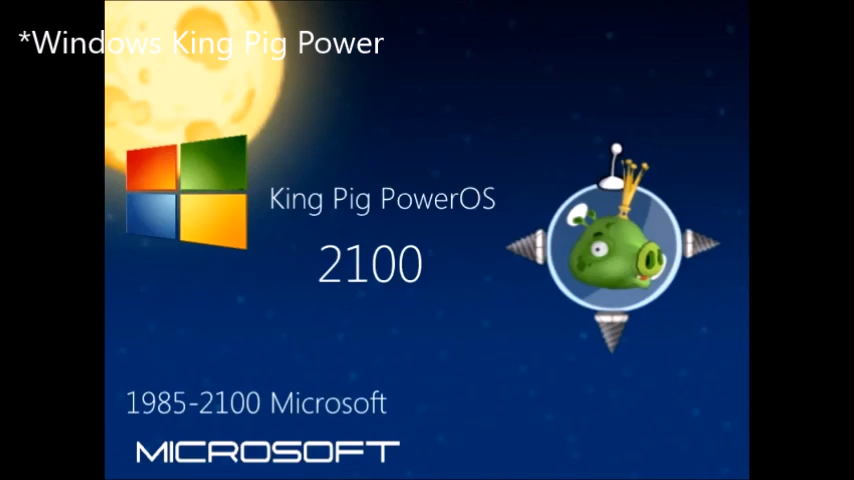 *Windows King Pig Power
King Pig PowerOS
2100
1985-2100 Microsoft
MICROSOFT